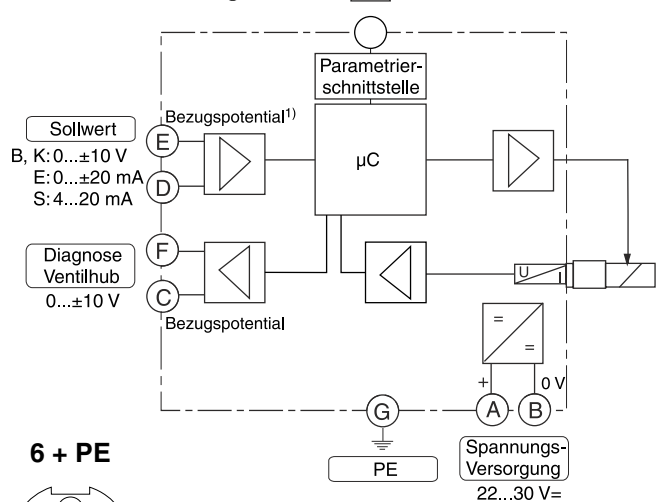 Parametrier-
schnittstelle
Bezugspotential1)
Sollwert
B, K: 0...±10 V
E: 0...±20 mA
S: 4...20 mA
E
D
µC
Diagnose
Ventilhub
0...±10 V
F
C
Bezugspotential
U
I
=
=
+
0 V
G
A
B
PE
Spannungs-
Versorgung
22...30 V=
6 + PE